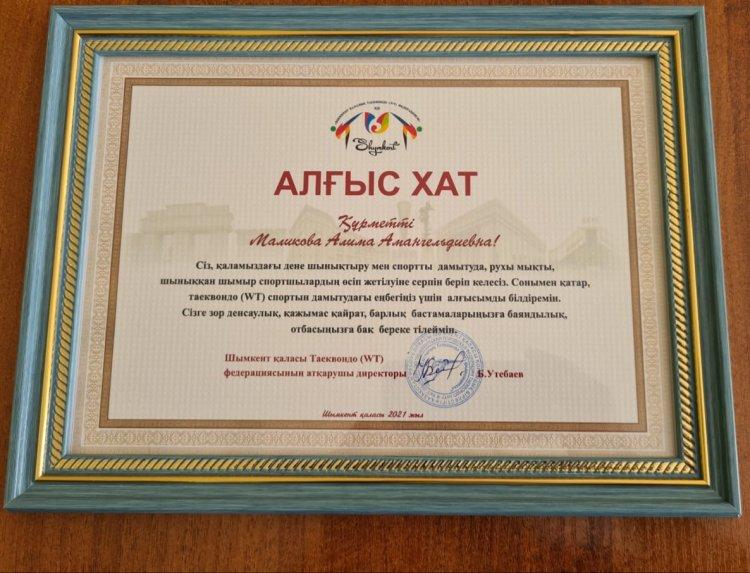 Shymkent
АЛҒЫС ХАТ
Құрметті
Маликова Алима Амангельдиевна!
Сіз, қаламыздағы дене шынықтыру мен спортты дамытуда, рухы мықты,
шыныққан шымыр спортшылардың өсіп жетілуіне серпін беріп келесіз. Сонымен қатар,
таеквондо (WT) спортын дамытудағы еңбегіңіз үшін алғысымды білдіремін.
Сізге зор денсаулық, қажымас қайрат, барлық бастамаларыңызға баяндылық,
отбасыңызға бақ береке тілеймін.
Шымкент қаласы Таеквондо (WT)
федерациясының атқарушы директоры Б.Утебаев
Шымкент қаласы 2021 жыл